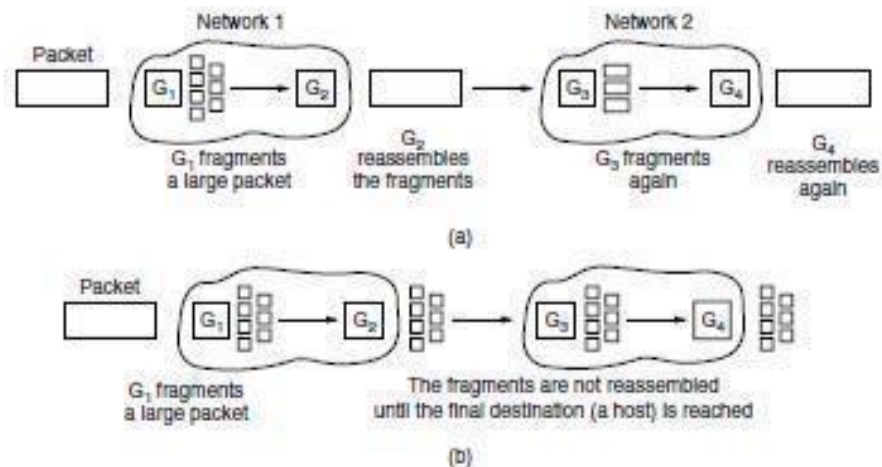 Network 1
Network 2
Packet
G1
G2
G3
G4
G1 fragments
a large packet
G2
reassembles
the fragments
G3 fragments
again
G4
reassembles
again
(a)
Packet
G1
G2
G3
G4
G1 fragments
a large packet
The fragments are not reassembled
until the final destination (a host) is reached
(b)